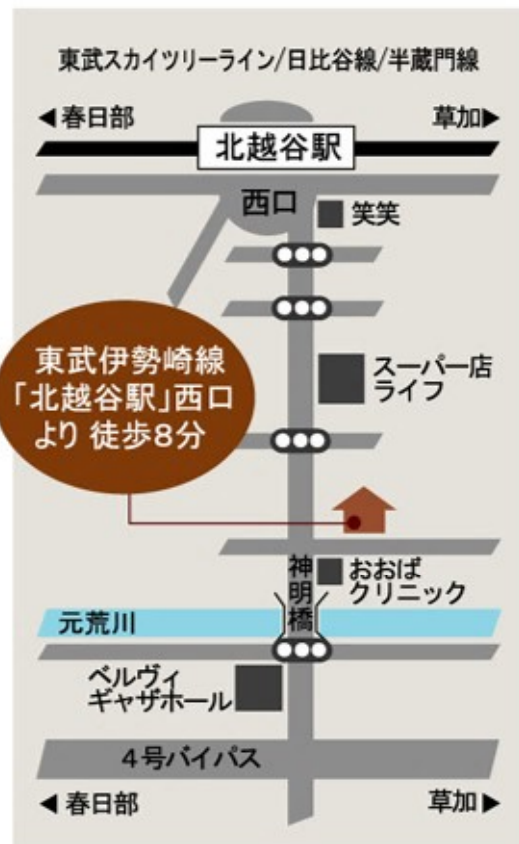 東武スカイツリーライン/日比谷線/半蔵門線
◀春日部
草加▶
北越谷駅
西口
笑笑
東武伊勢崎線
「北越谷駅」西口
より 徒歩8分
スーパー店
ライフ
神明橋
おおば
クリニック
元荒川
ベルヴィ
ギャザホール
4号バイパス
◀春日部
草加▶